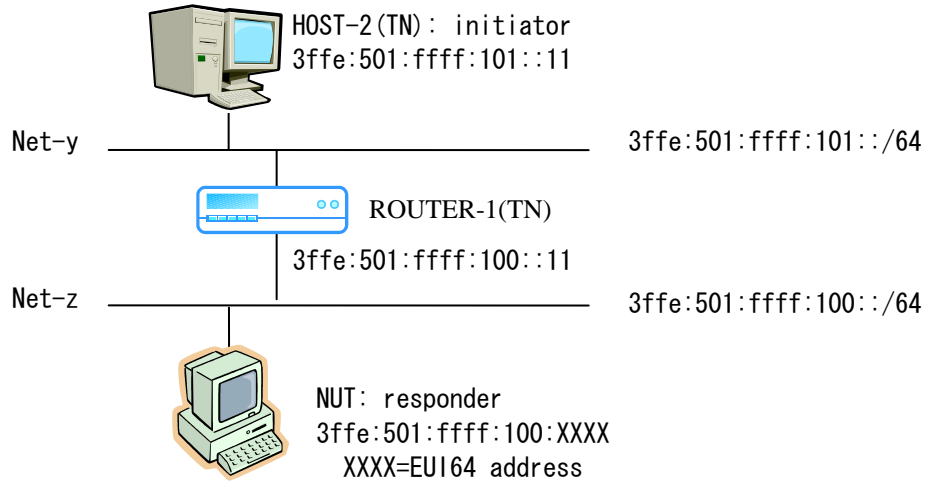 HOST-2(TN): initiator
3ffe:501:ffff:101::11
Net-y
3ffe:501:ffff:101::/64
ROUTER-1(TN)
3ffe:501:ffff:100::11
Net-z
3ffe:501:ffff:100::/64
NUT: responder
3ffe:501:ffff:100:XXXX
XXXX=EUI64 address